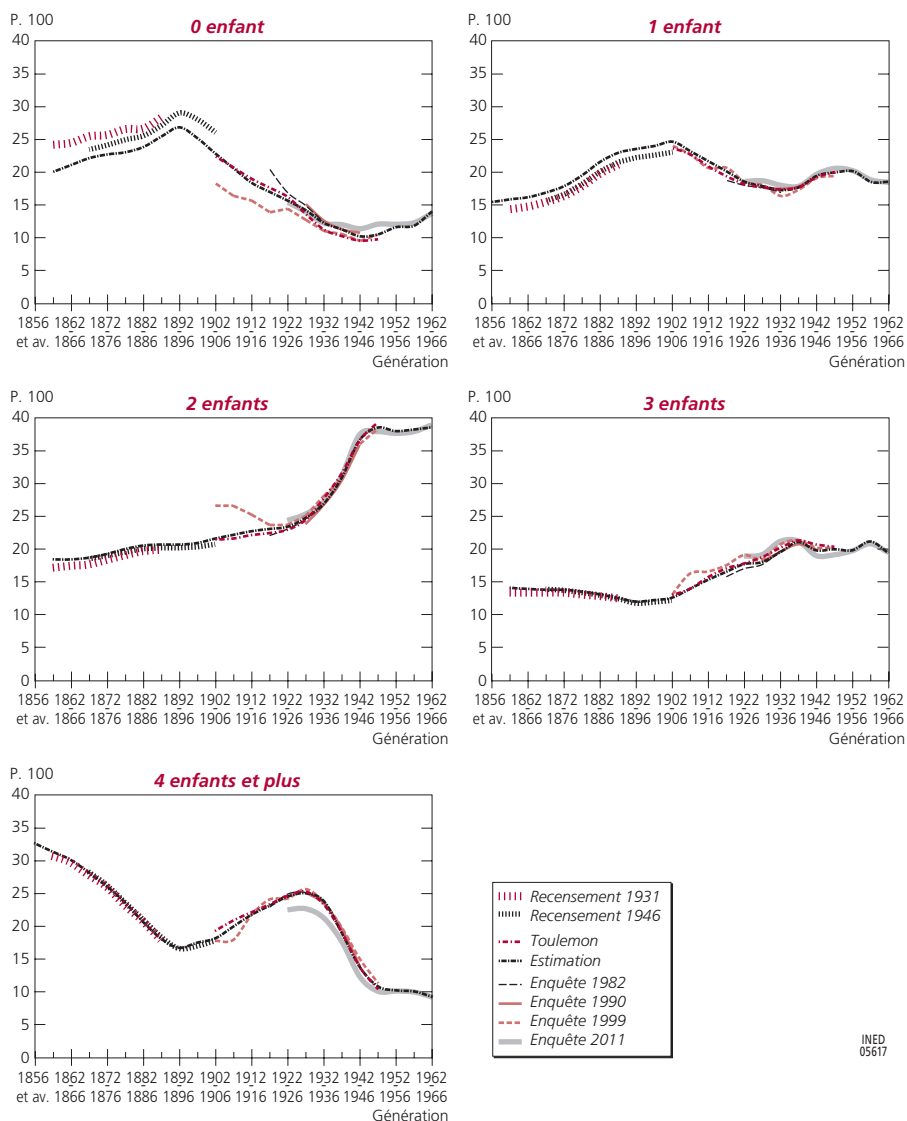 P. 100
0 enfant
40
35
30
25
20
15
10
5
0
1856 1862 1872 1882 1892 1902 1912 1922 1932 1942 1952 1962
et av. 1866 1876 1886 1896 1906 1916 1926 1936 1946 1956 1966
Génération
P. 100
1 enfant
40
35
30
25
20
15
10
5
0
1856 1862 1872 1882 1892 1902 1912 1922 1932 1942 1952 1962
et av. 1866 1876 1886 1896 1906 1916 1926 1936 1946 1956 1966
Génération
P. 100
2 enfants
40
35
30
25
20
15
10
5
0
1856 1862 1872 1882 1892 1902 1912 1922 1932 1942 1952 1962
et av. 1866 1876 1886 1896 1906 1916 1926 1936 1946 1956 1966
Génération
P. 100
3 enfants
40
35
30
25
20
15
10
5
0
1856 1862 1872 1882 1892 1902 1912 1922 1932 1942 1952 1962
et av. 1866 1876 1886 1896 1906 1916 1926 1936 1946 1956 1966
Génération
P. 100
4 enfants et plus
40
35
30
25
20
15
10
5
0
1856 1862 1872 1882 1892 1902 1912 1922 1932 1942 1952 1962
et av. 1866 1876 1886 1896 1906 1916 1926 1936 1946 1956 1966
Génération
Recensement 1931
Recensement 1946
Toulemon
Estimation
Enquête 1982
Enquête 1990
Enquête 1999
Enquête 2011
INED
05617